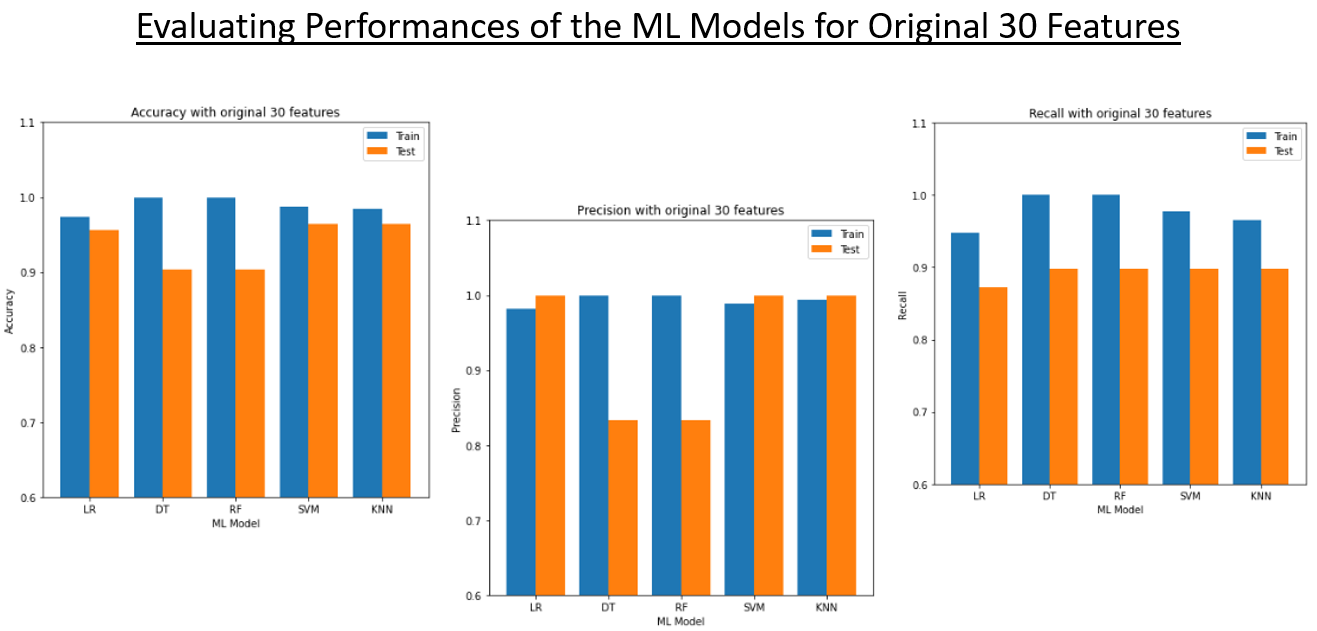 Evaluating Performances of the ML Models for Original 30 Features
Accuracy with original 30 features
Train
Test
1.1
1.0
0.9
0.8
0.7
0.6
Accuracy
LR DT RF SVM KNN
ML Model
Precision with original 30 features
Train
Test
1.1
1.0
0.9
0.8
0.7
0.6
Precision
LR DT RF SVM KNN
ML Model
Recall with original 30 features
Train
Test
1.1
1.0
0.9
0.8
0.7
0.6
Recall
LR DT RF SVM KNN
ML Model